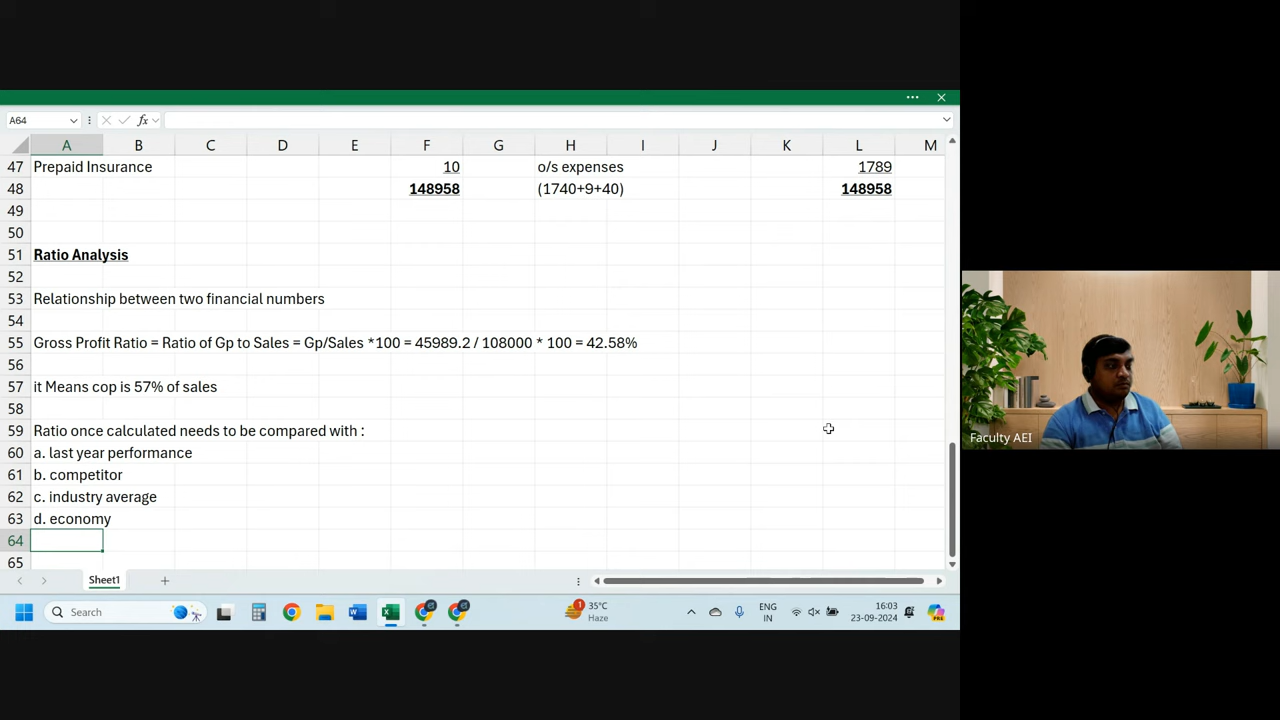 A64
fx
A B C D E F G H I J K L M
47 Prepaid Insurance 10 o/s expenses 1789
48 148958 (1740+9+40) 148958
49
50
51 Ratio Analysis
52
53 Relationship between two financial numbers
54
55 Gross Profit Ratio = Ratio of Gp to Sales = Gp/Sales *100 = 45989.2 / 108000 * 100 = 42.58%
56
57 it Means cop is 57% of sales
58
59 Ratio once calculated needs to be compared with :
60 a. last year performance
61 b. competitor
62 c. industry average
63 d. economy
64
65
Faculty AEI
Sheet1
Search
1
35°C
Haze
ENG
IN
16:03
23-09-2024
PRE